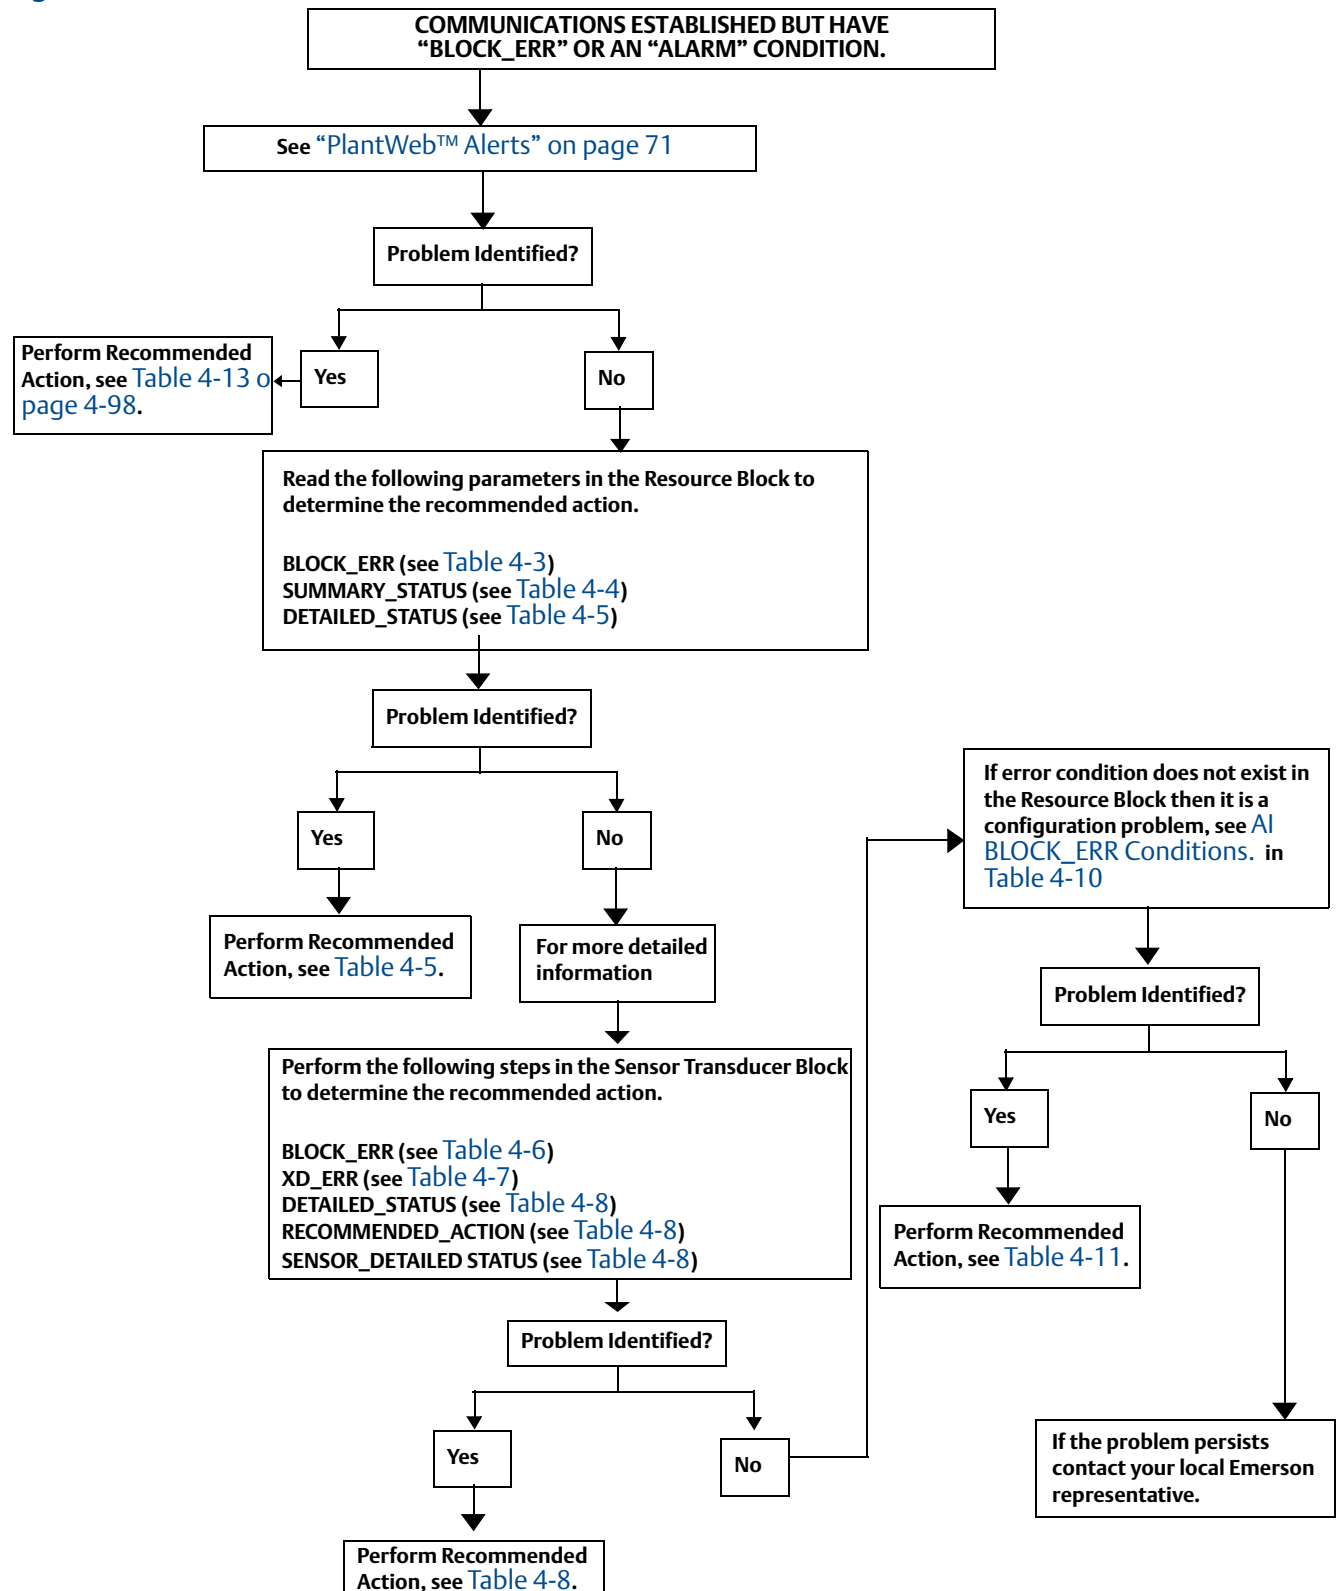 COMMUNICATIONS ESTABLISHED BUT HAVE
“BLOCK_ERR” OR AN “ALARM” CONDITION.
See “PlantWeb™ Alerts” on page 71
Problem Identified?
Perform Recommended
Action, see Table 4-13 o
page 4-98.
Yes
No
Read the following parameters in the Resource Block to
determine the recommended action.
BLOCK_ERR (see Table 4-3)
SUMMARY_STATUS (see Table 4-4)
DETAILED_STATUS (see Table 4-5)
Problem Identified?
Yes
No
Perform Recommended
Action, see Table 4-5.
For more detailed
information
Perform the following steps in the Sensor Transducer Block
to determine the recommended action.
BLOCK_ERR (see Table 4-6)
XD_ERR (see Table 4-7)
DETAILED_STATUS (see Table 4-8)
RECOMMENDED_ACTION (see Table 4-8)
SENSOR_DETAILED STATUS (see Table 4-8)
Problem Identified?
Yes
No
Perform Recommended
Action, see Table 4-8.
If error condition does not exist in
the Resource Block then it is a
configuration problem, see AI
BLOCK_ERR Conditions. in
Table 4-10
Problem Identified?
Yes
No
Perform Recommended
Action, see Table 4-11.
If the problem persists
contact your local Emerson
representative.